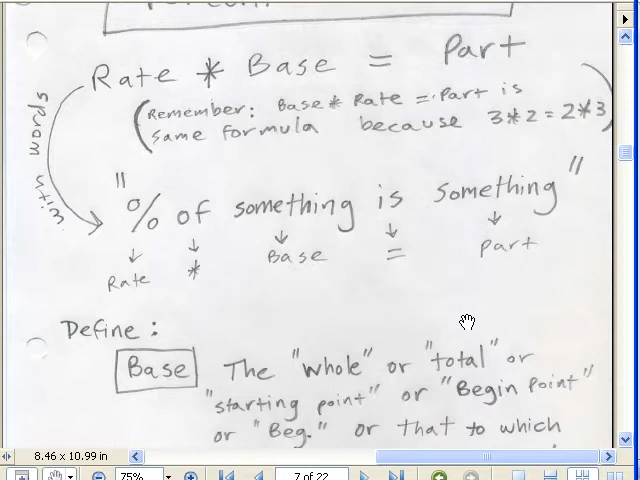 Rate * Base = Part
(Remember: Base * Rate = Part is
same formula because 3*2 = 2*3)
with words
"% of something is something"
Rate * Base = part
Define:
Base The "whole" or "total" or
"starting point" or "Begin point"
or "Beg." or that to which
8.46 x 10.99 in
75%
7 of 22